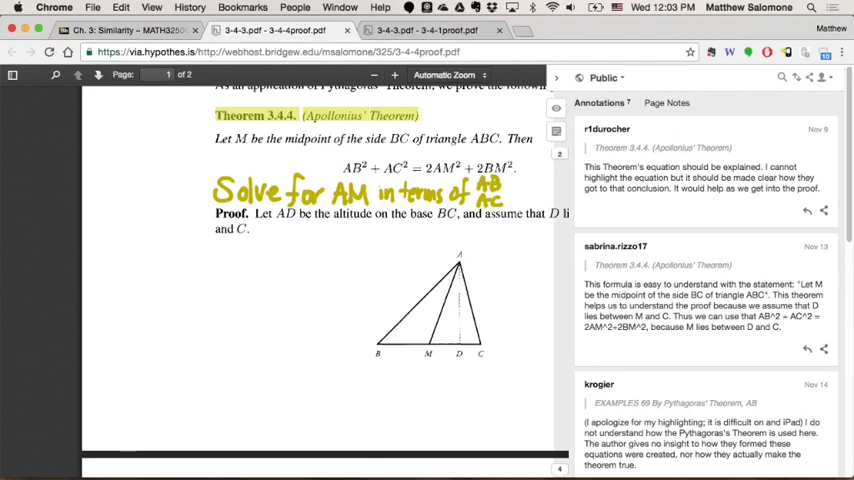 Chrome File Edit View History Bookmarks People Window Help Wed 12:03 PM Matthew Salomone
Ch. 3: Similarity – MATH3250 3-4-3.pdf - 3-4-4proof.pdf 3-4-3.pdf - 3-4-1proof.pdf Matthew
https://via.hypothes.is/http://webhost.bridgew.edu/msalomone/325/3-4-4proof.pdf
Page: 1 of 2 Automatic Zoom
As an application of Pythagoras' Theorem, we prove the following
Theorem 3.4.4. (Apollonius' Theorem)
Let M be the midpoint of the side BC of triangle ABC. Then
AB² + AC² = 2AM² + 2BM².
Solve for AM in terms of AB
AC
Proof. Let AD be the altitude on the base BC, and assume that D li
and C.
A
B M D C
Public
Annotations 7 Page Notes
2
r1durocher Nov 9
Theorem 3.4.4. (Apollonius' Theorem)
This Theorem's equation should be explained. I cannot
highlight the equation but it should be made clear how they
got to that conclusion. It would help as we get into the proof.
sabrina.rizzo17 Nov 13
Theorem 3.4.4. (Apollonius' Theorem)
This formula is easy to understand with the statement: "Let M
be the midpoint of the side BC of triangle ABC". This theorem
helps us to understand the proof because we assume that D
lies between M and C. Thus we can use that AB^2 + AC^2 =
2AM^2+2BM^2, because M lies between D and C.
krogier Nov 14
EXAMPLES 69 By Pythagoras' Theorem, AB
(I apologize for my highlighting; it is difficult on and iPad) I do
not understand how the Pythagoras's Theorem is used here.
The author gives no insight to how they formed these
equations were created, nor how they actually make the
theorem true.
4